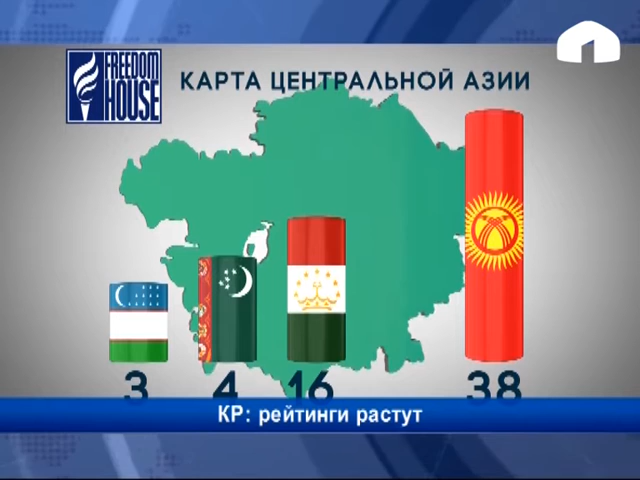 FREEDOM
HOUSE
КАРТА ЦЕНТРАЛЬНОЙ АЗИИ
3 4 16 38
КР: рейтинги растут